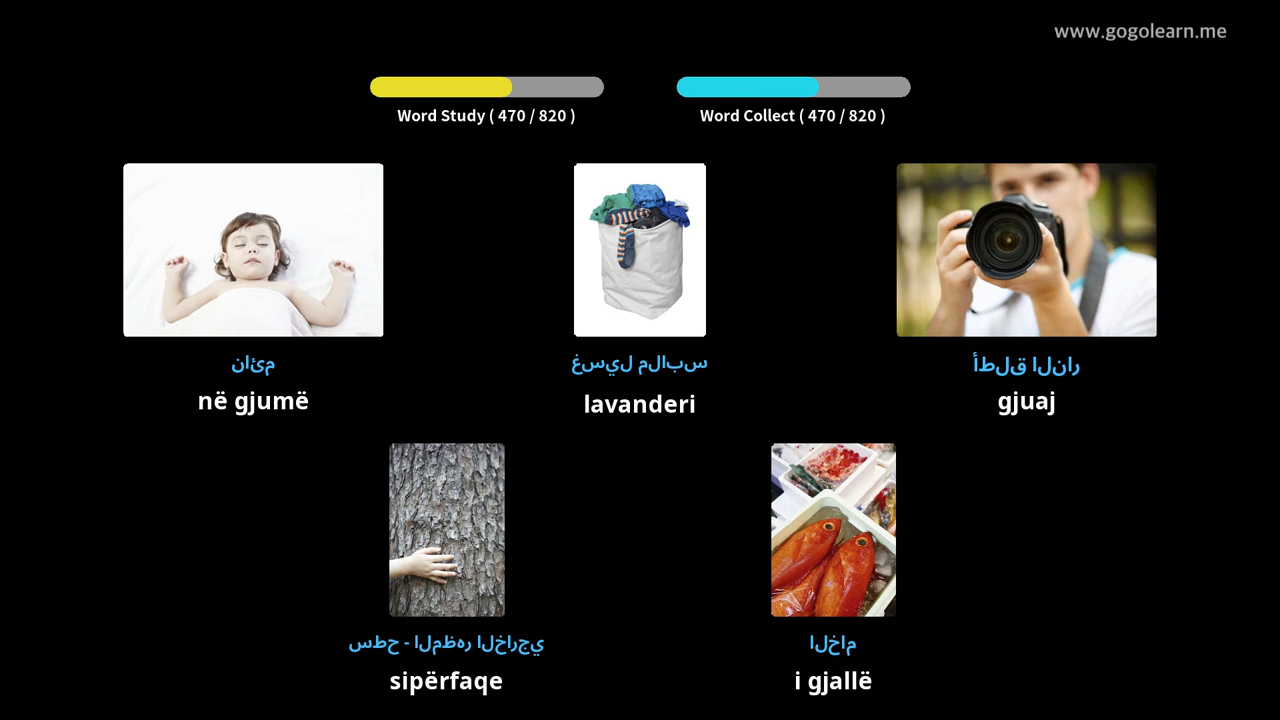 www.gogolearn.me
Word Study ( 470 / 820 )
Word Collect ( 470 / 820 )
نائم
në gjumë
غسيل ملابس
lavanderi
أطلق النار
gjuaj
سطح - المظهر الخارجي
sipërfaqe
الخام
i gjallë